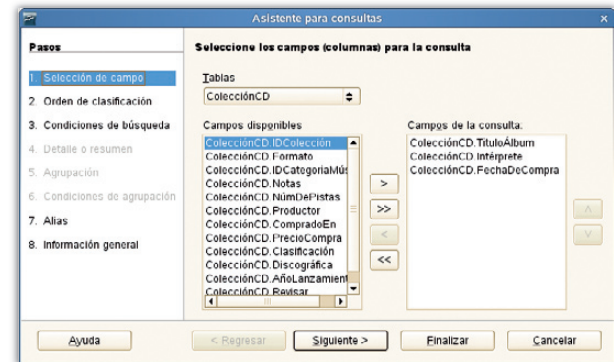 Asistente para consultas
Pasos
1. Selección de campo
2. Orden de clasificación
3. Condiciones de búsqueda
4. Detalle o resumen
5. Agrupación
6. Condiciones de agrupación
7. Alias
8. Información general
Seleccione los campos (columnas) para la consulta
Tablas
ColecciónCD
Campos disponibles
ColecciónCD.IDColección
ColecciónCD.Formato
ColecciónCD.IDCategoríaMús
ColecciónCD.Notas
ColecciónCD.NúmDePistas
ColecciónCD.Productor
ColecciónCD.CompradoEn
ColecciónCD.PrecioCompra
ColecciónCD.Clasificación
ColecciónCD.Discográfica
ColecciónCD.AñoLanzamient
ColecciónCD.Revisar
>
>>
<
<<
Campos de la consulta:
ColecciónCD.TítuloÁlbum
ColecciónCD.Intérprete
ColecciónCD.FechaDeCompra
Ayuda
< Regresar
Siguiente >
Finalizar
Cancelar